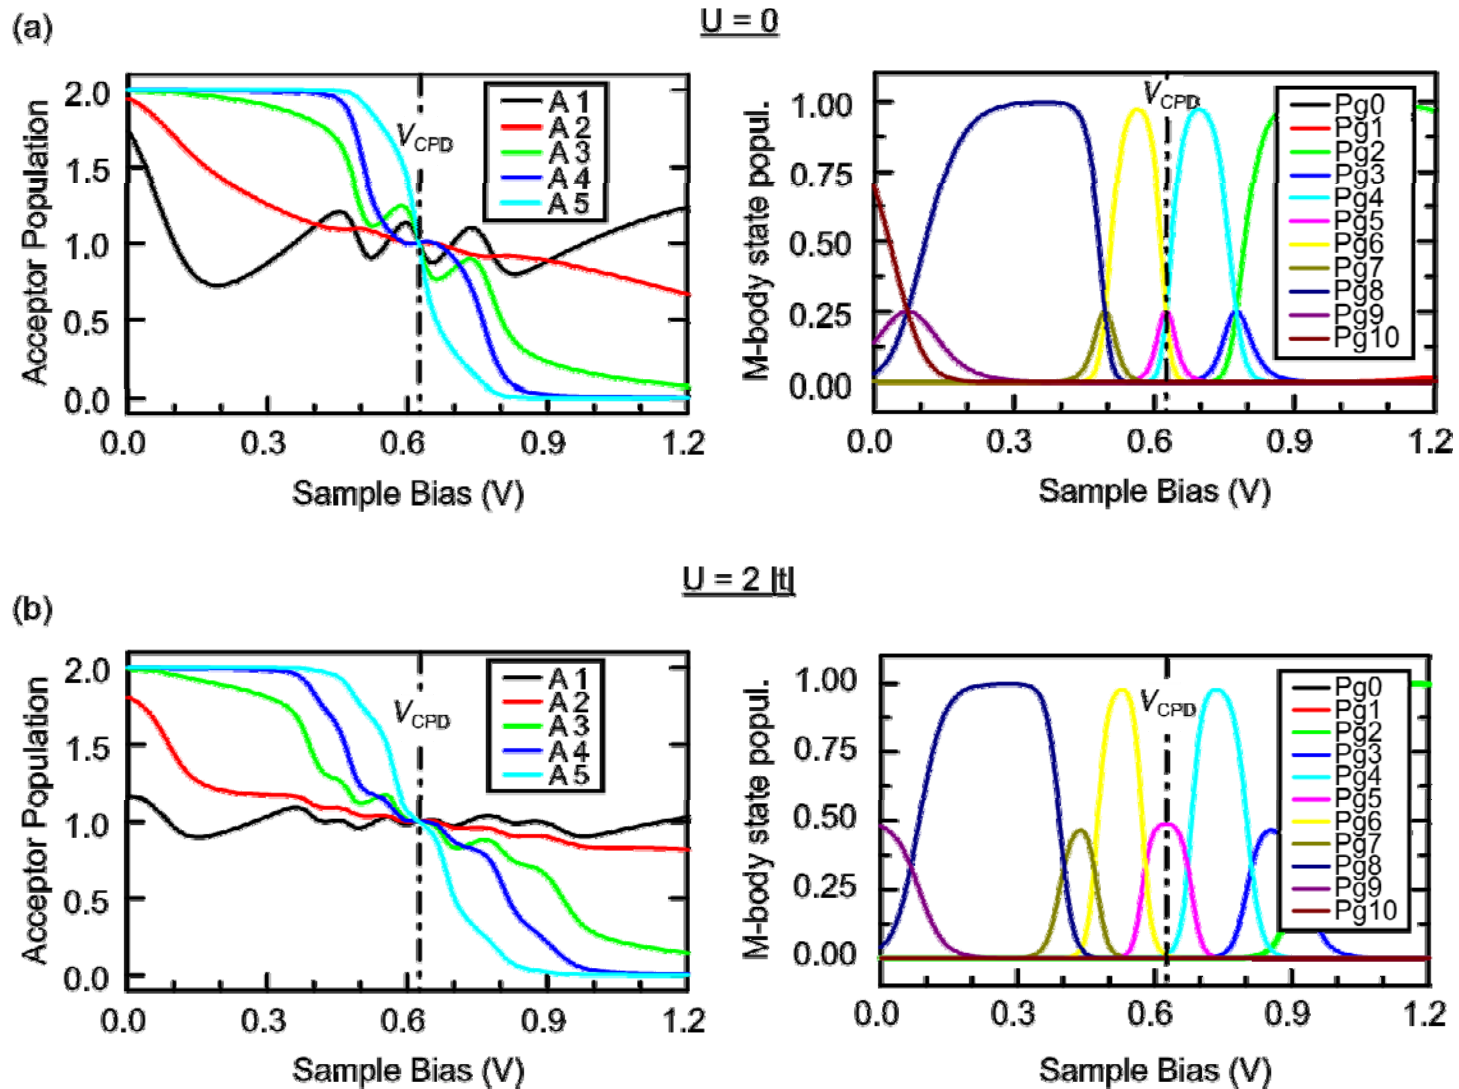 (a)
U = 0
Acceptor Population
2.0
1.5
1.0
0.5
0.0
V_CPD
A 1
A 2
A 3
A 4
A 5
0.0 0.3 0.6 0.9 1.2
Sample Bias (V)
M-body state popul.
1.00
0.75
0.50
0.25
0.00
V_CPD
Pg0
Pg1
Pg2
Pg3
Pg4
Pg5
Pg6
Pg7
Pg8
Pg9
Pg10
0.0 0.3 0.6 0.9 1.2
Sample Bias (V)
(b)
U = 2 |t|
Acceptor Population
2.0
1.5
1.0
0.5
0.0
V_CPD
A 1
A 2
A 3
A 4
A 5
0.0 0.3 0.6 0.9 1.2
Sample Bias (V)
M-body state popul.
1.00
0.75
0.50
0.25
0.00
V_CPD
Pg0
Pg1
Pg2
Pg3
Pg4
Pg5
Pg6
Pg7
Pg8
Pg9
Pg10
0.0 0.3 0.6 0.9 1.2
Sample Bias (V)